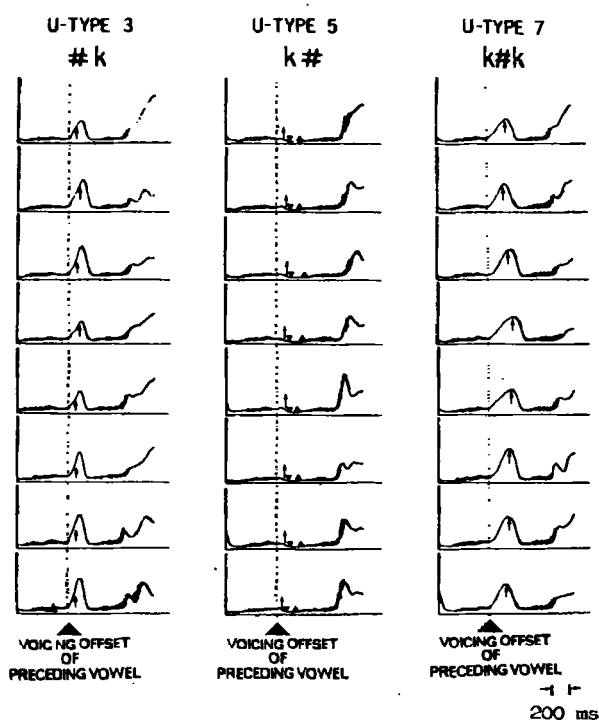 U-TYPE 3
#k
U-TYPE 5
k#
U-TYPE 7
k#k
VOICING OFFSET
OF
PRECEDING VOWEL
VOICING OFFSET
OF
PRECEDING VOWEL
VOICING OFFSET
OF
PRECEDING VOWEL
200 ms